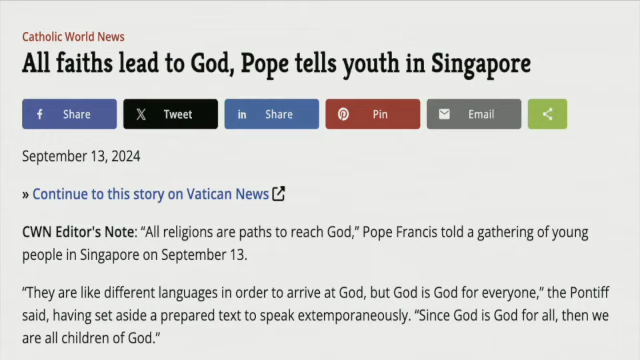 Catholic World News
All faiths lead to God, Pope tells youth in Singapore
f Share
X Tweet
in Share
Pin
Email
September 13, 2024
» Continue to this story on Vatican News
CWN Editor's Note: “All religions are paths to reach God,” Pope Francis told a gathering of young
people in Singapore on September 13.
“They are like different languages in order to arrive at God, but God is God for everyone,” the Pontiff
said, having set aside a prepared text to speak extemporaneously. “Since God is God for all, then we
are all children of God.“